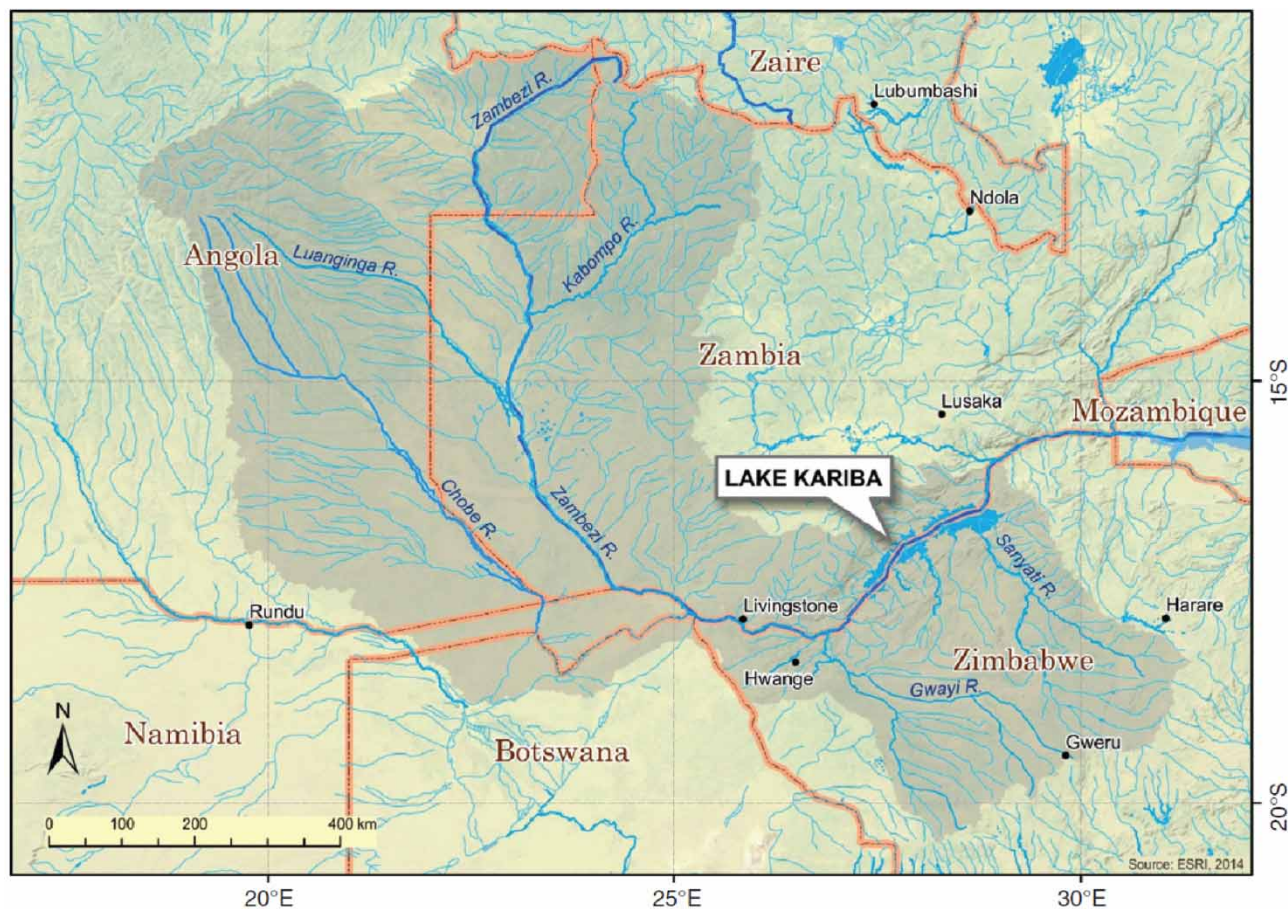 Zaire
Zambezi R.
Lubumbashi
Ndola
Angola
Luanginga R.
Kabompo R.
Zambia
15°S
Lusaka
Mozambique
LAKE KARIBA
Chobe R.
Zambezi R.
Sanyati R.
Rundu
Livingstone
Harare
Hwange
Zimbabwe
Gwayi R.
N
Namibia
Botswana
Gweru
0 100 200 400 km
20°S
Source: ESRI, 2014
20°E 25°E 30°E